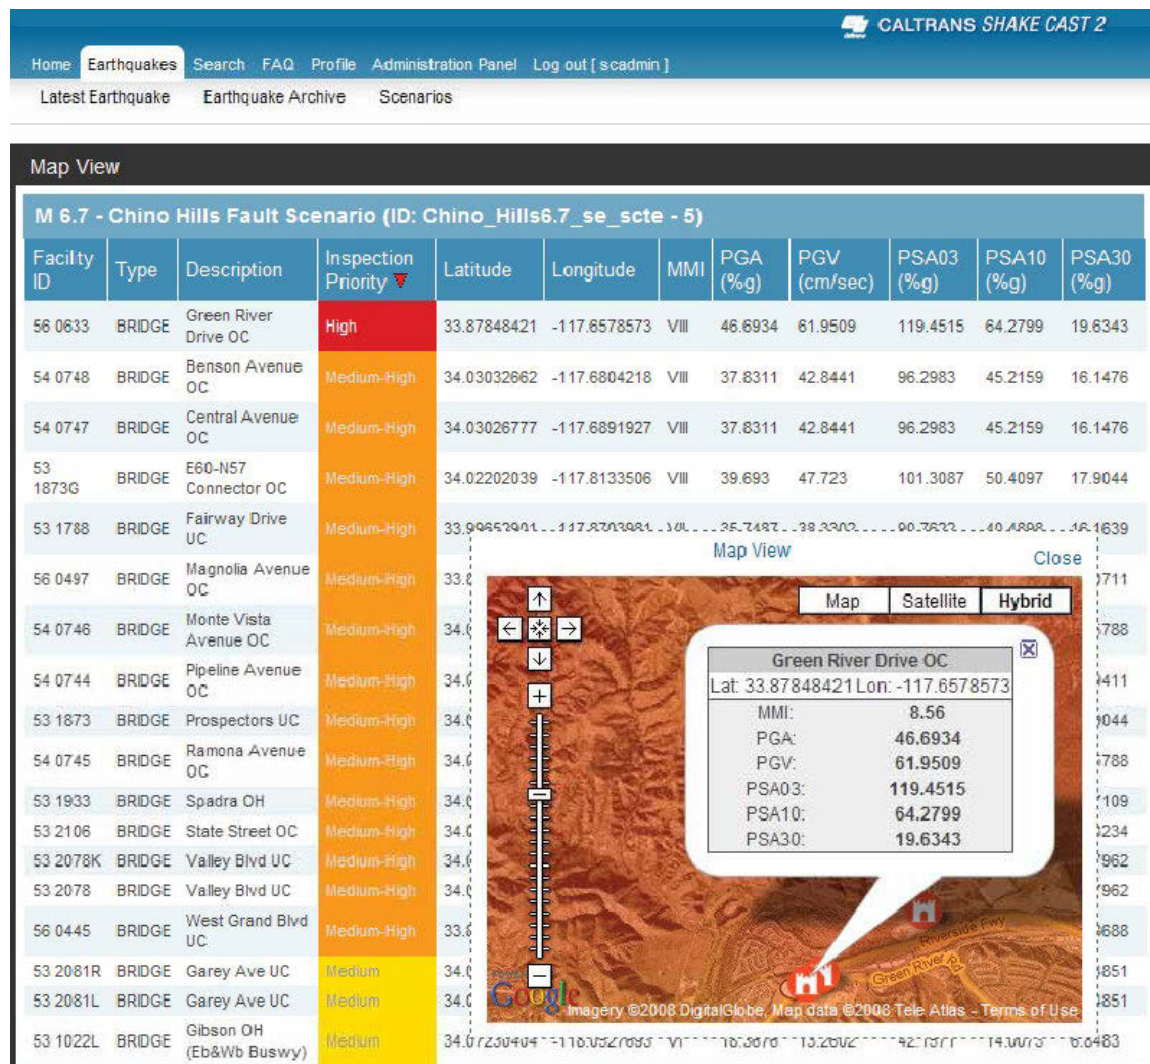 CALTRANS SHAKE CAST 2
Home Earthquakes Search FAQ Profile Administration Panel Log out [ scadmin ]
Latest Earthquake Earthquake Archive Scenarios
Map View
M 6.7 - Chino Hills Fault Scenario (ID: Chino_Hills6.7_se_scte - 5)
Facility ID Type Description Inspection Priority Latitude Longitude MMI PGA (%g) PGV (cm/sec) PSA03 (%g) PSA10 (%g) PSA30 (%g)
56 0633 BRIDGE Green River Drive OC High 33.87848421 -117.6578573 VIII 46.6934 61.9509 119.4515 64.2799 19.6343
54 0748 BRIDGE Benson Avenue OC Medium-High 34.03032662 -117.6804218 VIII 37.8311 42.8441 96.2983 45.2159 16.1476
54 0747 BRIDGE Central Avenue OC Medium-High 34.03026777 -117.6891927 VIII 37.8311 42.8441 96.2983 45.2159 16.1476
53 1873G BRIDGE E60-N57 Connector OC Medium-High 34.02202039 -117.8133506 VIII 39.693 47.723 101.3087 50.4097 17.9044
53 1788 BRIDGE Fairway Drive UC Medium-High
56 0497 BRIDGE Magnolia Avenue OC Medium-High
54 0746 BRIDGE Monte Vista Avenue OC Medium-High
54 0744 BRIDGE Pipeline Avenue OC Medium-High
53 1873 BRIDGE Prospectors UC Medium-High
54 0745 BRIDGE Ramona Avenue OC Medium-High
53 1933 BRIDGE Spadra OH Medium-High
53 2106 BRIDGE State Street OC Medium-High
53 2078K BRIDGE Valley Blvd UC Medium-High
53 2078 BRIDGE Valley Blvd UC Medium-High
56 0445 BRIDGE West Grand Blvd UC Medium-High
53 2081R BRIDGE Garey Ave UC Medium
53 2081L BRIDGE Garey Ave UC Medium
53 1022L BRIDGE Gibson OH (Eb&Wb Buswy) Medium
Map View
Close
Map Satellite Hybrid
Green River Drive OC
Lat: 33.87848421 Lon: -117.6578573
MMI: 8.56
PGA: 46.6934
PGV: 61.9509
PSA03: 119.4515
PSA10: 64.2799
PSA30: 19.6343
Riverside Fwy
Green River Rd
Google
Imagery ©2008 DigitalGlobe, Map data ©2008 Tele Atlas - Terms of Use